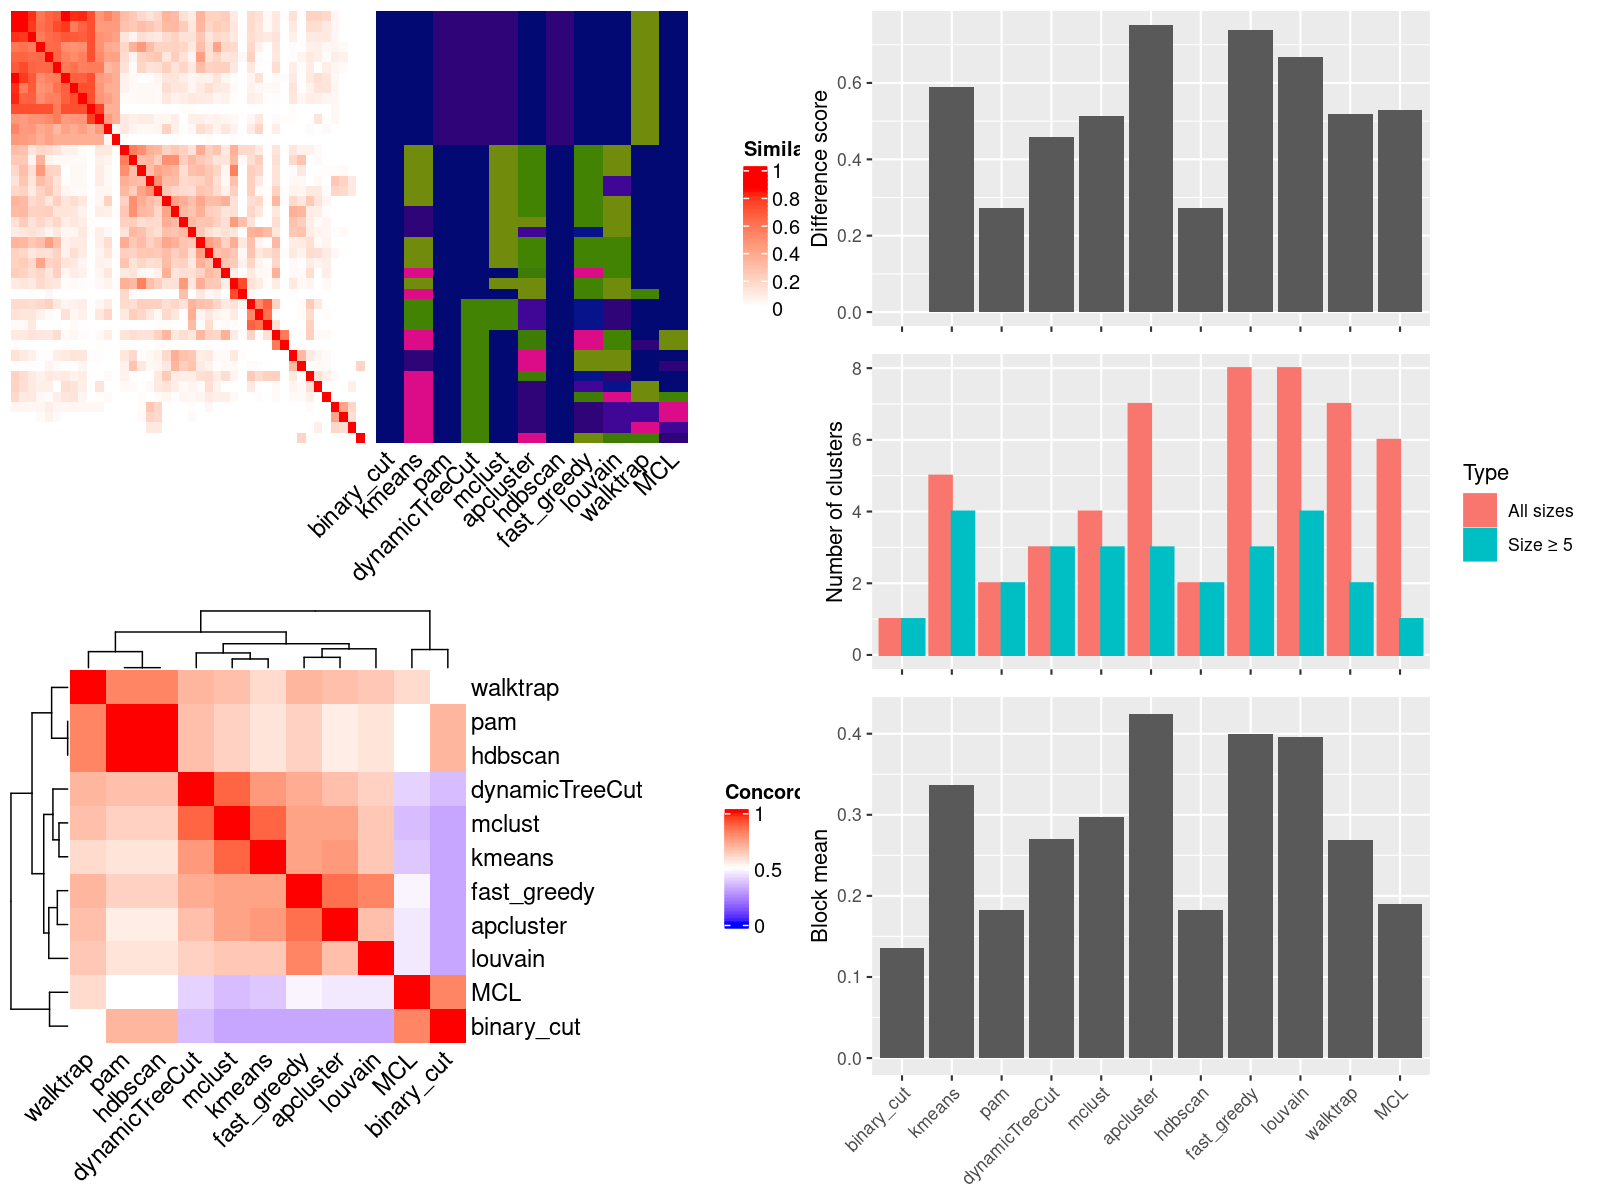 Simila
1
0.8
0.6
0.4
0.2
0
binary_cut
kmeans
pam
dynamicTreeCut
mclust
apcluster
hdbscan
fast_greedy
louvain
walktrap
MCL
Difference score
0.6
0.4
0.2
0.0
Number of clusters
8
6
4
2
0
Type
All sizes
Size ≥ 5
walktrap
pam
hdbscan
dynamicTreeCut
mclust
kmeans
fast_greedy
apcluster
louvain
MCL
binary_cut
walktrap
pam
hdbscan
dynamicTreeCut
mclust
kmeans
fast_greedy
apcluster
louvain
MCL
binary_cut
Concord
1
0.5
0
Block mean
0.4
0.3
0.2
0.1
0.0
binary_cut
kmeans
pam
dynamicTreeCut
mclust
apcluster
hdbscan
fast_greedy
louvain
walktrap
MCL